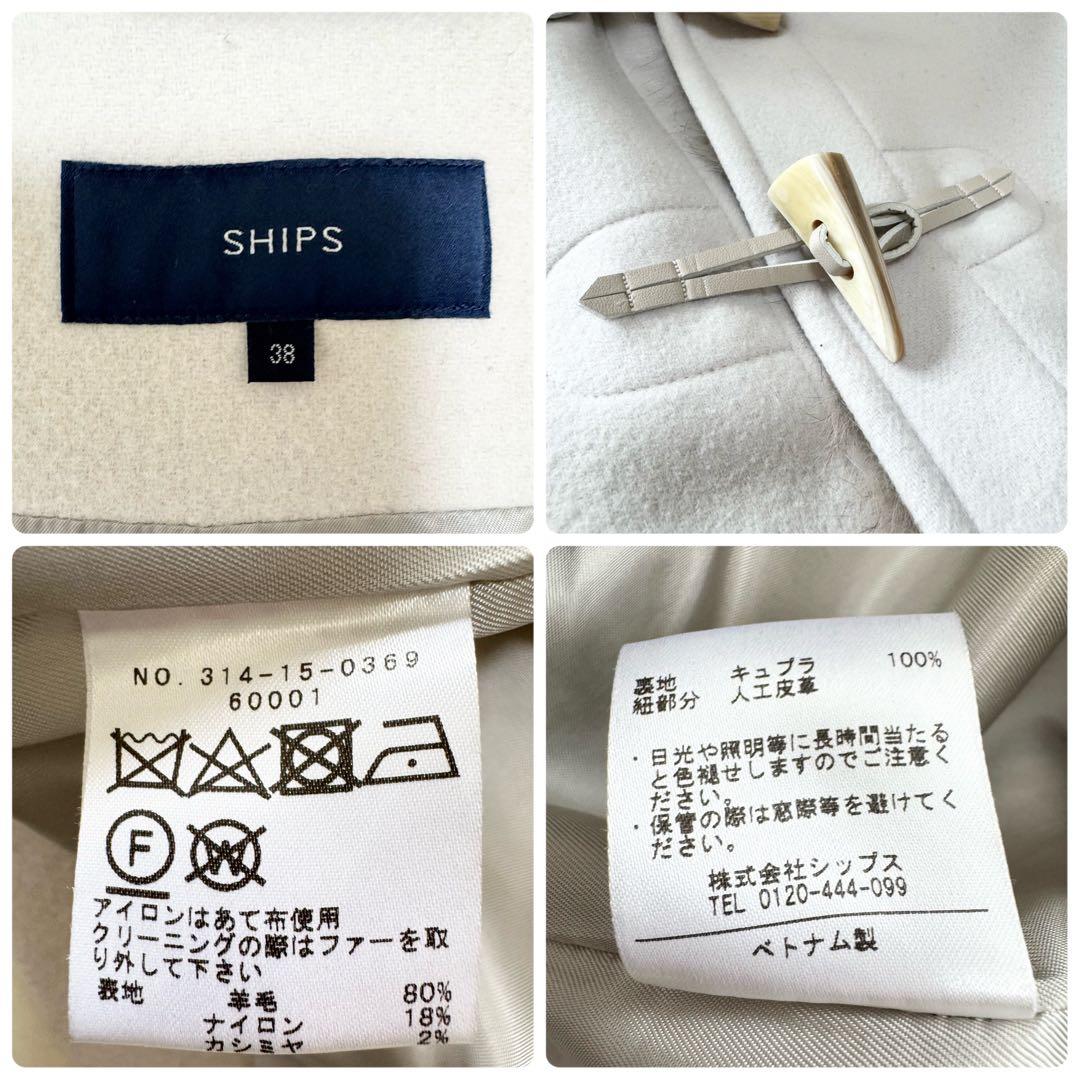 SHIPS
38
NO. 314-15-0369
60001
F
W
アイロンはあて布使用
クリーニングの際はファーを取
り外して下さい
表地 羊毛 80%
ナイロン 18%
カシミヤ 2%
裏地 キュプラ 100%
紐部分 人工皮革
・日光や照明等に長時間当たる
と色褪せしますのでご注意く
ださい。
・保管の際は窓際等を避けてく
ださい。
株式会社シップス
TEL 0120-444-099
ベトナム製